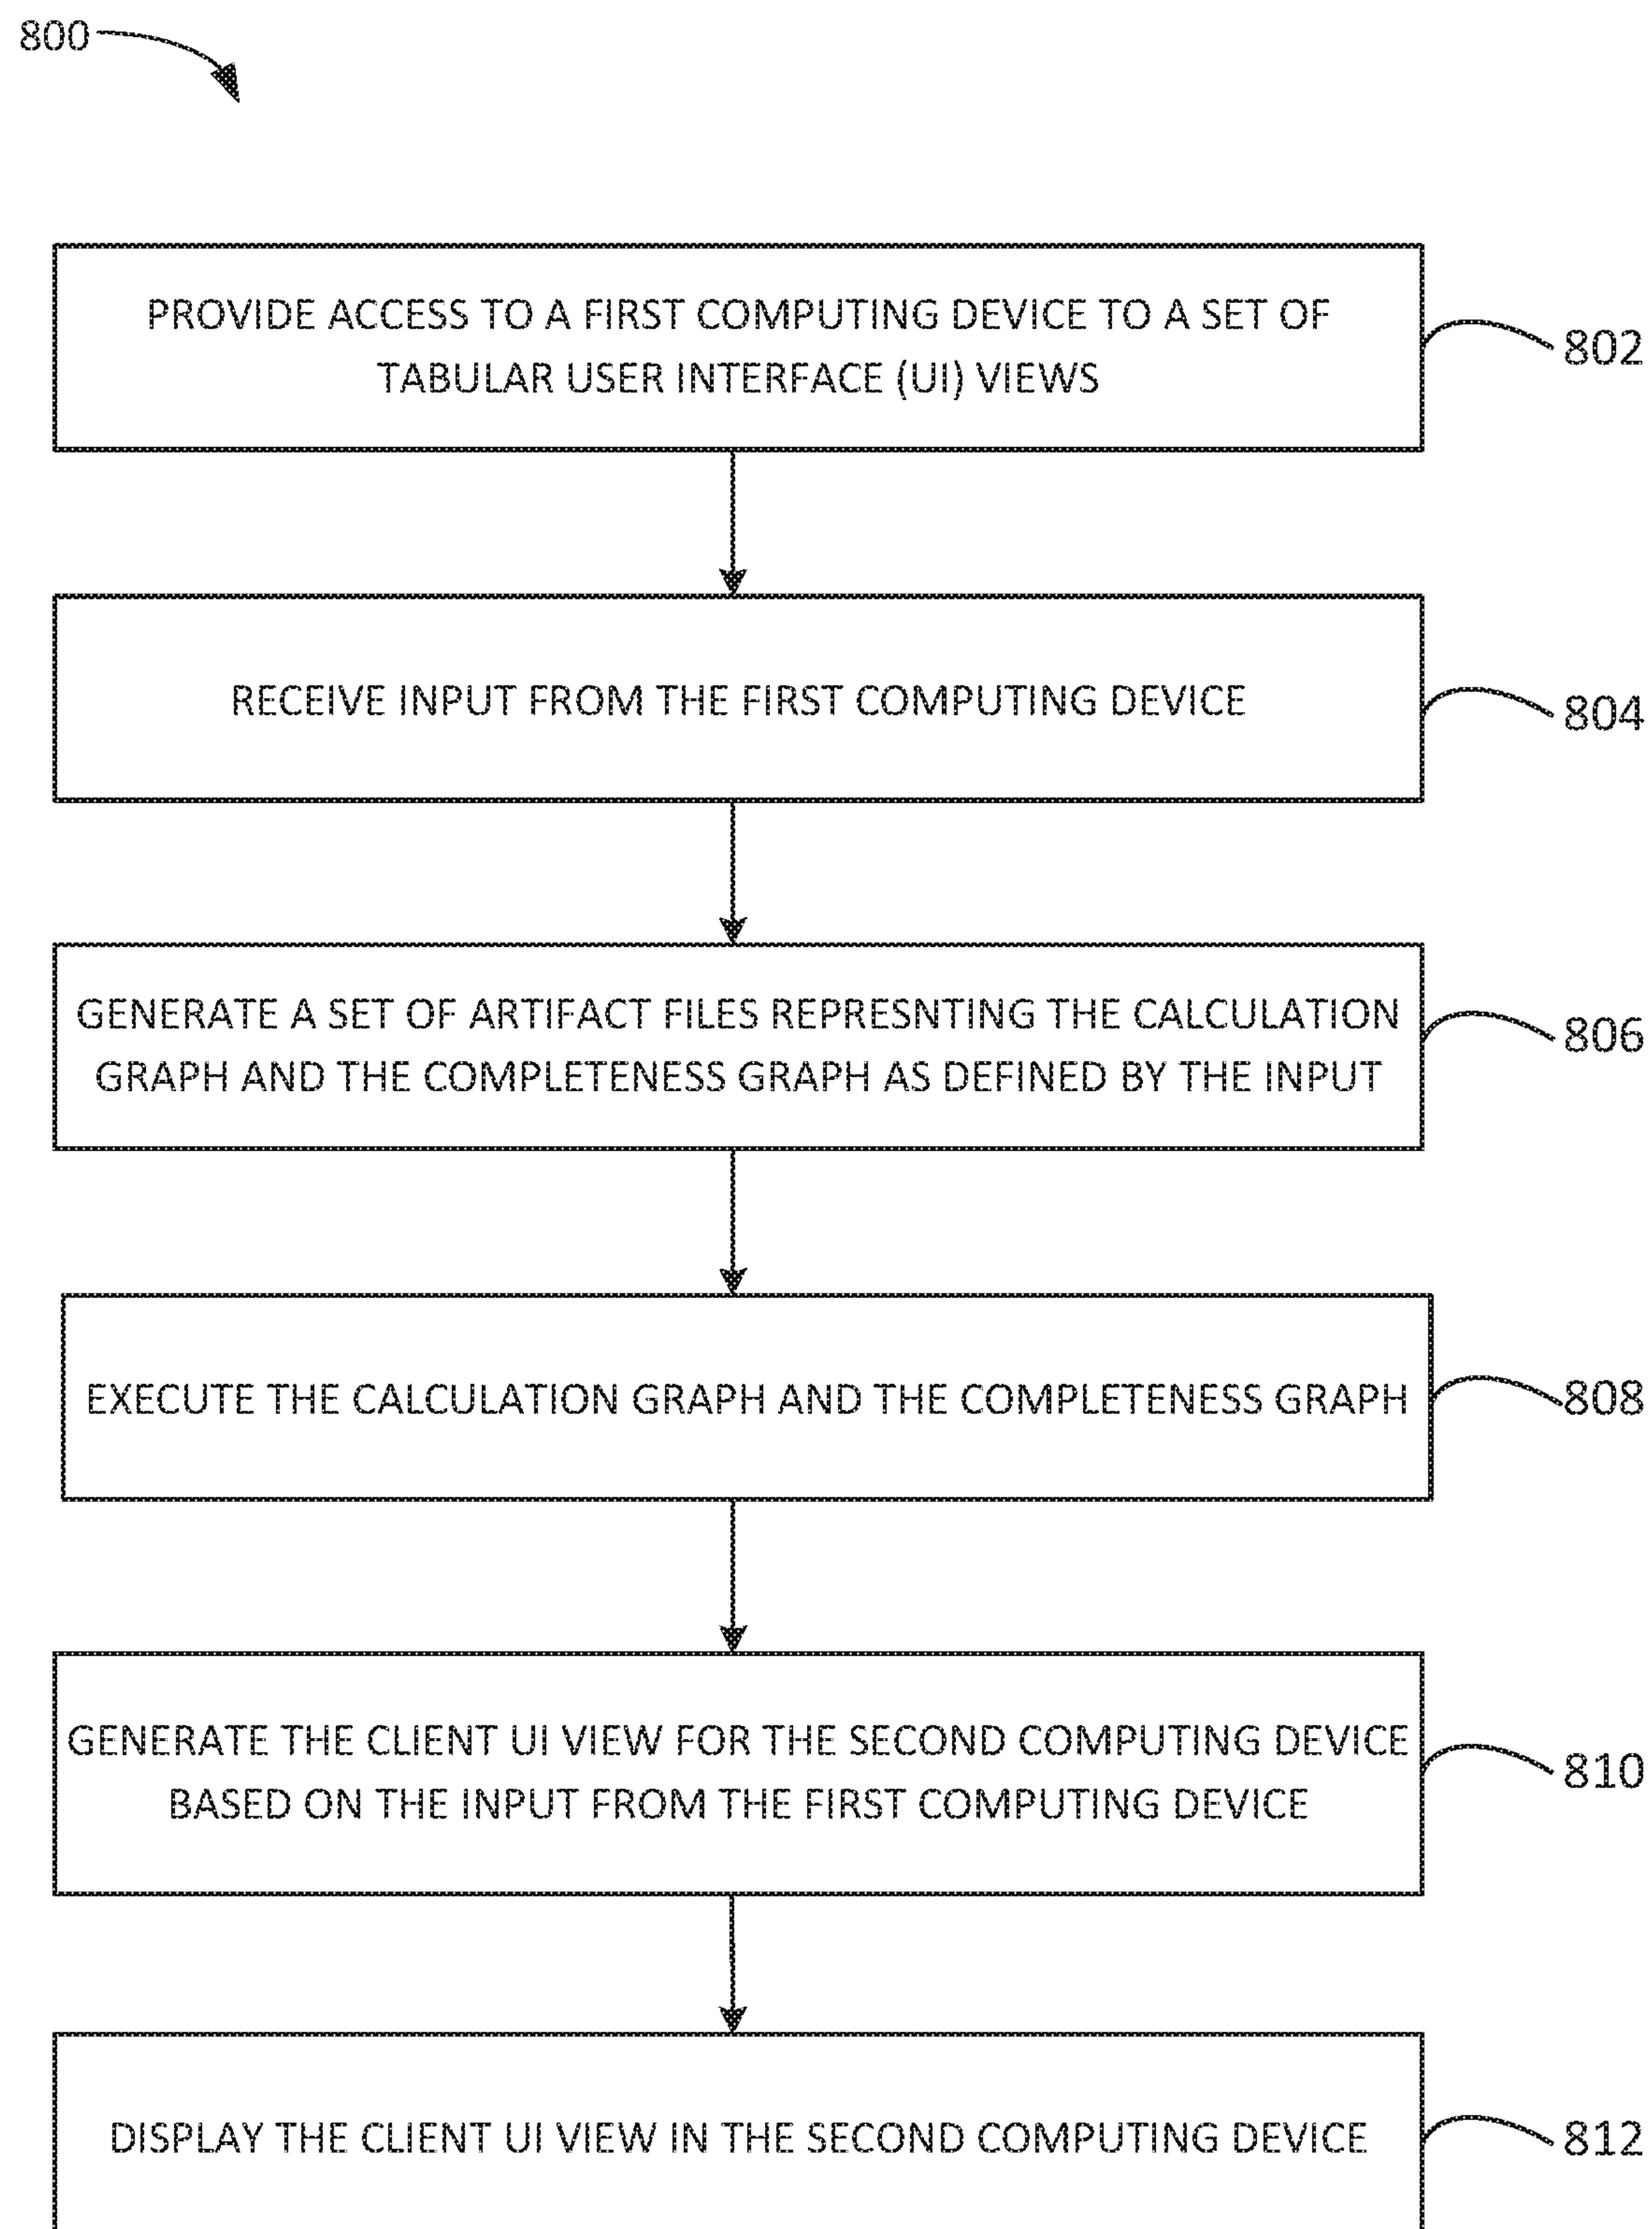 800
PROVIDE ACCESS TO A FIRST COMPUTING DEVICE TO A SET OF
TABULAR USER INTERFACE (UI) VIEWS
802
RECEIVE INPUT FROM THE FIRST COMPUTING DEVICE
804
GENERATE A SET OF ARTIFACT FILES REPRESNTING THE CALCULATION
GRAPH AND THE COMPLETENESS GRAPH AS DEFINED BY THE INPUT
806
EXECUTE THE CALCULATION GRAPH AND THE COMPLETENESS GRAPH
808
GENERATE THE CLIENT UI VIEW FOR THE SECOND COMPUTING DEVICE
BASED ON THE INPUT FROM THE FIRST COMPUTING DEVICE
810
DISPLAY THE CLIENT UI VIEW IN THE SECOND COMPUTING DEVICE
812